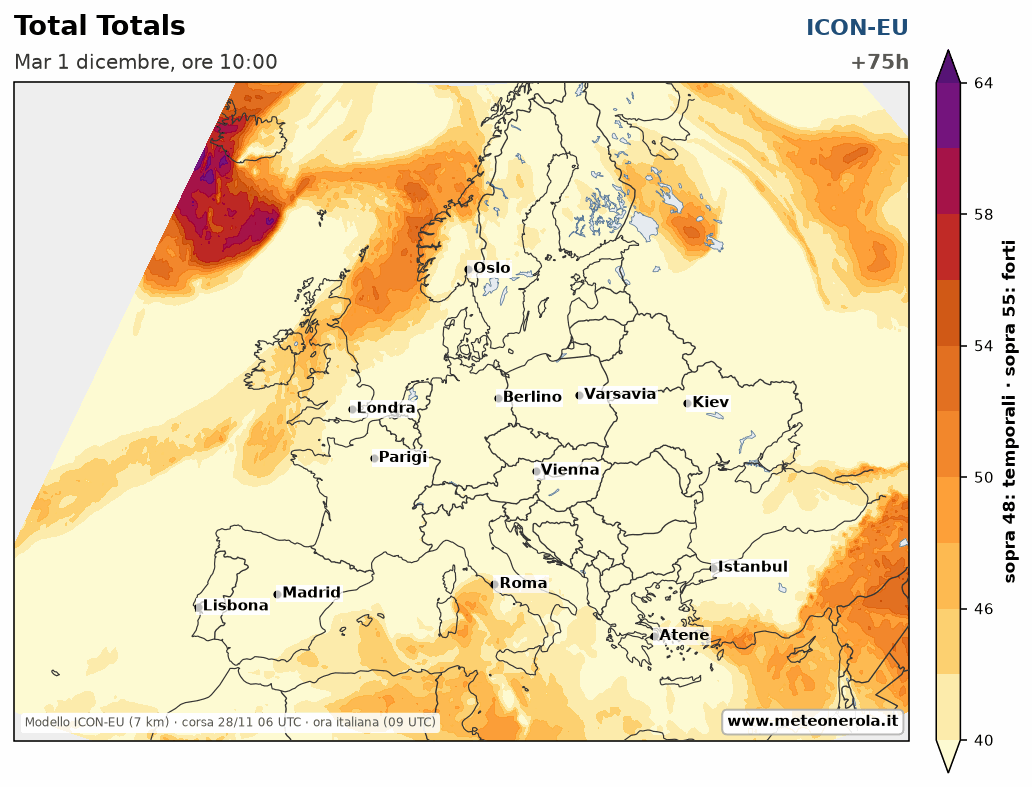 Total Totals
ICON-EU
Mar 1 dicembre, ore 10:00
+75h
64
58
54
50
46
40
sopra 48: temporali · sopra 55: forti
Oslo
Londra
Berlino
Varsavia
Kiev
Parigi
Vienna
Istanbul
Roma
Madrid
Lisbona
Atene
Modello ICON-EU (7 km) · corsa 28/11 06 UTC · ora italiana (09 UTC)
www.meteonerola.it